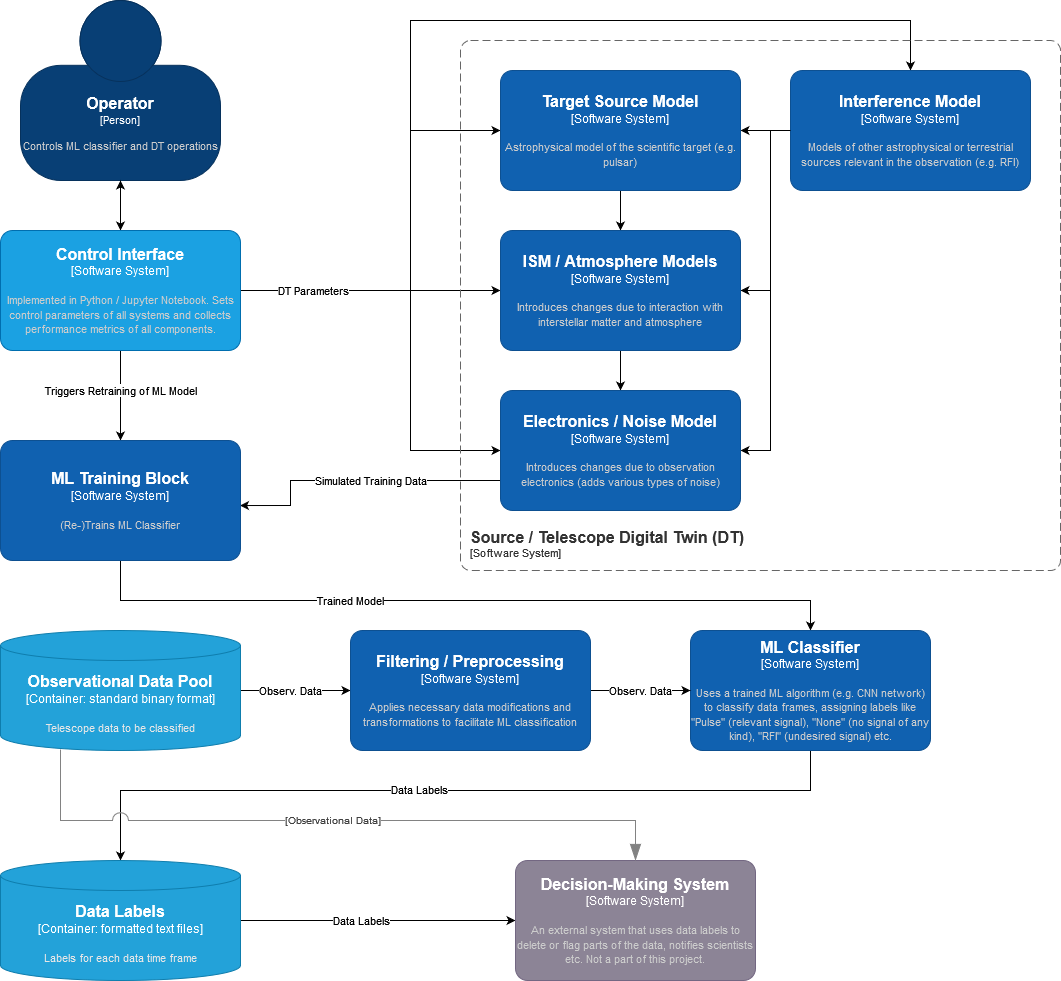 Operator
[Person]
Controls ML classifier and DT operations
Target Source Model
[Software System]
Astrophysical model of the scientific target (e.g.
pulsar)
Interference Model
[Software System]
Models of other astrophysical or terrestrial
sources relevant in the observation (e.g. RFI)
Control Interface
[Software System]
Implemented in Python / Jupyter Notebook. Sets
control parameters of all systems and collects
performance metrics of all components.
DT Parameters
ISM / Atmosphere Models
[Software System]
Introduces changes due to interaction with
interstellar matter and atmosphere
Triggers Retraining of ML Model
Electronics / Noise Model
[Software System]
Introduces changes due to observation
electronics (adds various types of noise)
ML Training Block
[Software System]
(Re-)Trains ML Classifier
Simulated Training Data
Source / Telescope Digital Twin (DT)
[Software System]
Trained Model
Observational Data Pool
[Container: standard binary format]
Telescope data to be classified
Observ. Data
Filtering / Preprocessing
[Software System]
Applies necessary data modifications and
transformations to facilitate ML classification
Observ. Data
ML Classifier
[Software System]
Uses a trained ML algorithm (e.g. CNN network)
to classify data frames, assigning labels like
"Pulse" (relevant signal), "None" (no signal of any
kind), "RFI" (undesired signal) etc.
Data Labels
[Observational Data]
Data Labels
[Container: formatted text files]
Labels for each data time frame
Data Labels
Decision-Making System
[Software System]
An external system that uses data labels to
delete or flag parts of the data, notifies scientists
etc. Not a part of this project.